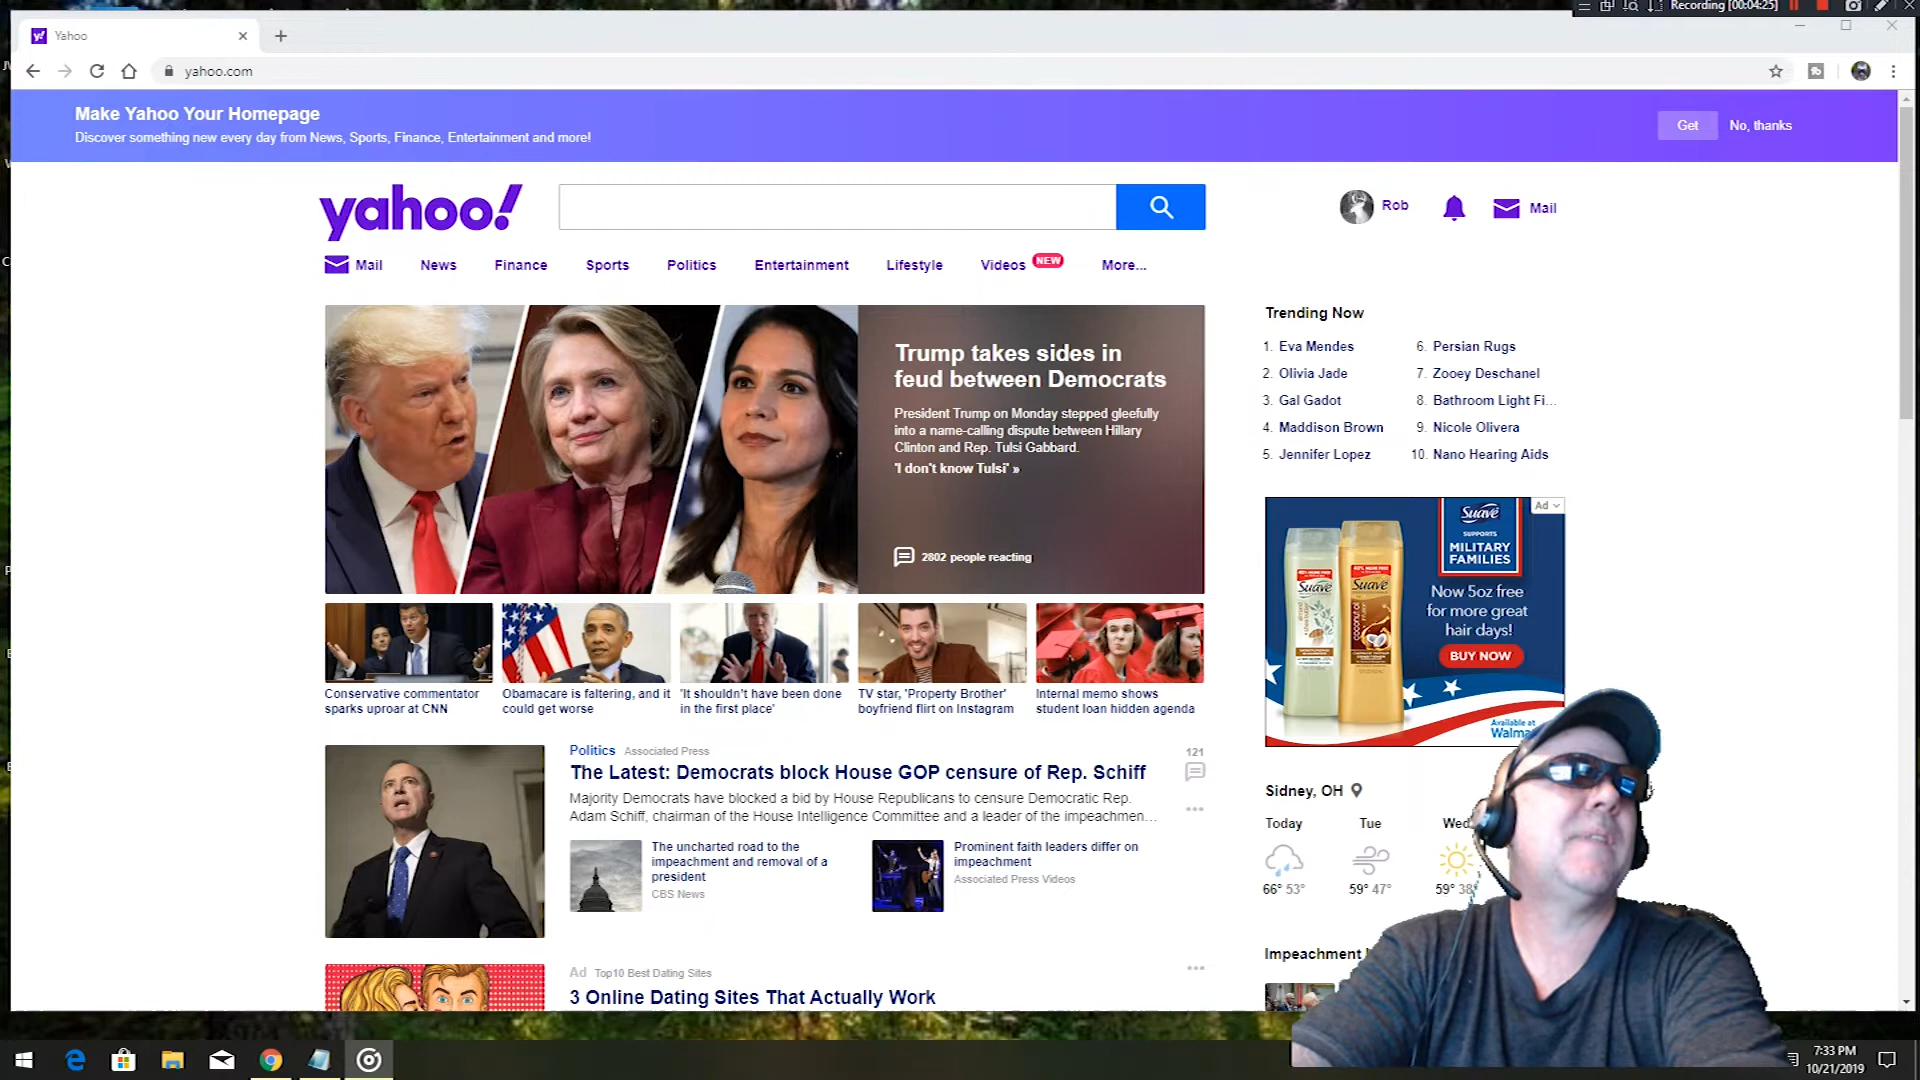 Recording [00:04:25]
Yahoo
yahoo.com
Make Yahoo Your Homepage
Discover something new every day from News, Sports, Finance, Entertainment and more!
Get
No, thanks
yahoo!
Rob
Mail
Mail
News
Finance
Sports
Politics
Entertainment
Lifestyle
Videos
NEW
More...
Trump takes sides in
feud between Democrats
President Trump on Monday stepped gleefully
into a name-calling dispute between Hillary
Clinton and Rep. Tulsi Gabbard.
'I don't know Tulsi' »
2802 people reacting
Conservative commentator
sparks uproar at CNN
Obamacare is faltering, and it
could get worse
'It shouldn't have been done
in the first place'
TV star, 'Property Brother'
boyfriend flirt on Instagram
Internal memo shows
student loan hidden agenda
Politics Associated Press
The Latest: Democrats block House GOP censure of Rep. Schiff
Majority Democrats have blocked a bid by House Republicans to censure Democratic Rep.
Adam Schiff, chairman of the House Intelligence Committee and a leader of the impeachmen...
121
The uncharted road to the
impeachment and removal of a
president
CBS News
Prominent faith leaders differ on
impeachment
Associated Press Videos
Ad Top10 Best Dating Sites
3 Online Dating Sites That Actually Work
Trending Now
1. Eva Mendes
2. Olivia Jade
3. Gal Gadot
4. Maddison Brown
5. Jennifer Lopez
6. Persian Rugs
7. Zooey Deschanel
8. Bathroom Light Fi...
9. Nicole Olivera
10. Nano Hearing Aids
Ad
Suave
SUPPORTS
MILITARY
FAMILIES
Now 5oz free
for more great
hair days!
BUY NOW
Available at
Walma
Suave
Suave
Sidney, OH
Today
Tue
Wed
66° 53°
59° 47°
59° 38°
Impeachment
7:33 PM
10/21/2019